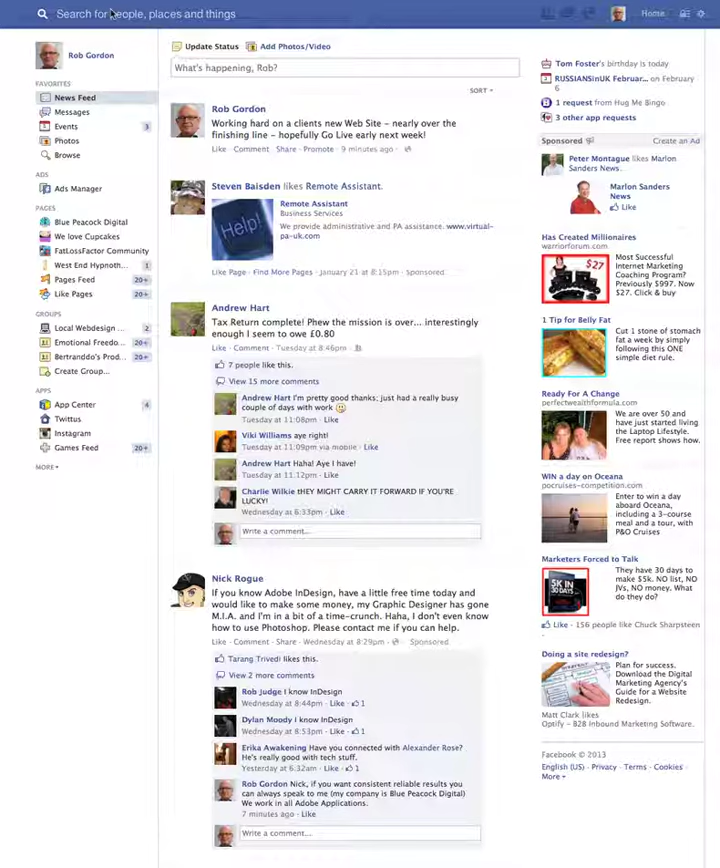 Search for people, places and things
Home
Rob Gordon
FAVORITES
News Feed
Messages
Events 3
Photos
Browse
ADS
Ads Manager
PAGES
Blue Peacock Digital
We love Cupcakes
FatLossFactor Community
West End Hypnoth... 1
Pages Feed 20+
Like Pages 20+
GROUPS
Local Webdesign ... 2
Emotional Freedo... 20+
Bertranddo's Prod... 20+
Create Group...
APPS
App Center 4
Twittus
Instagram
Games Feed 20+
MORE
Update Status Add Photos/Video
What's happening, Rob?
SORT
Rob Gordon
Working hard on a clients new Web Site - nearly over the
finishing line - hopefully Go Live early next week!
Like · Comment · Share · Promote · 9 minutes ago ·
Steven Baisden likes Remote Assistant.
Help!
Remote Assistant
Business Services
We provide administrative and PA assistance. www.virtual-
pa-uk.com
Like Page · Find More Pages · January 21 at 8:15pm · Sponsored
Andrew Hart
Tax Return complete! Phew the mission is over... interestingly
enough I seem to owe £0.80
Like · Comment · Tuesday at 8:46pm ·
7 people like this.
View 15 more comments
Andrew Hart I'm pretty good thanks; just had a really busy
couple of days with work
Tuesday at 11:08pm · Like
Viki Williams aye right!
Tuesday at 11:09pm via mobile · Like
Andrew Hart Haha! Aye I have!
Tuesday at 11:12pm · Like
Charlie Wilkie THEY MIGHT CARRY IT FORWARD IF YOU'RE
LUCKY!
Wednesday at 6:33pm · Like
Write a comment...
Nick Rogue
If you know Adobe InDesign, have a little free time today and
would like to make some money, my Graphic Designer has gone
M.I.A. and I'm in a bit of a time-crunch. Haha, I don't even know
how to use Photoshop. Please contact me if you can help.
Like · Comment · Share · Wednesday at 8:29pm · Sponsored
Tarang Trivedi likes this.
View 2 more comments
Rob Judge I know InDesign
Wednesday at 8:44pm · Like · 1
Dylan Moody I know InDesign
Wednesday at 8:53pm · Like · 1
Erika Awakening Have you connected with Alexander Rose?
He's really good with tech stuff.
Yesterday at 6:32am · Like · 1
Rob Gordon Nick, if you want consistent reliable results you
can always speak to me (my company is Blue Peacock Digital)
We work in all Adobe Applications.
7 minutes ago · Like
Write a comment...
Tom Foster's birthday is today
RUSSIANSinUK Februar... on February
6
1 request from Hug Me Bingo
3 other app requests
Sponsored Create an Ad
Peter Montague likes Marlon
Sanders News.
Marlon Sanders
News
Like
Has Created Millionaires
warriorforum.com
$27
Most Successful
Internet Marketing
Coaching Program?
Previously $997. Now
$27. Click & buy
1 Tip for Belly Fat
Cut 1 stone of stomach
fat a week by simply
following this ONE
simple diet rule.
Ready For A Change
perfectwealthformula.com
We are over 50 and
have just started living
the Laptop Lifestyle.
Free report shows how.
WIN a day on Oceana
pocruises-competition.com
Enter to win a day
aboard Oceana,
including a 3-course
meal and a tour, with
P&O Cruises
Marketers Forced to Talk
5K IN
30 DAYS
They have 30 days to
make $5k. NO list, NO
JVs, NO money. What
do they do?
Like · 156 people like Chuck Sharpsteen
.
Doing a site redesign?
Plan for success.
Download the Digital
Marketing Agency's
Guide for a Website
Redesign.
Matt Clark likes
Optify - B2B Inbound Marketing Software.
Facebook © 2013
English (US) · Privacy · Terms · Cookies ·
More